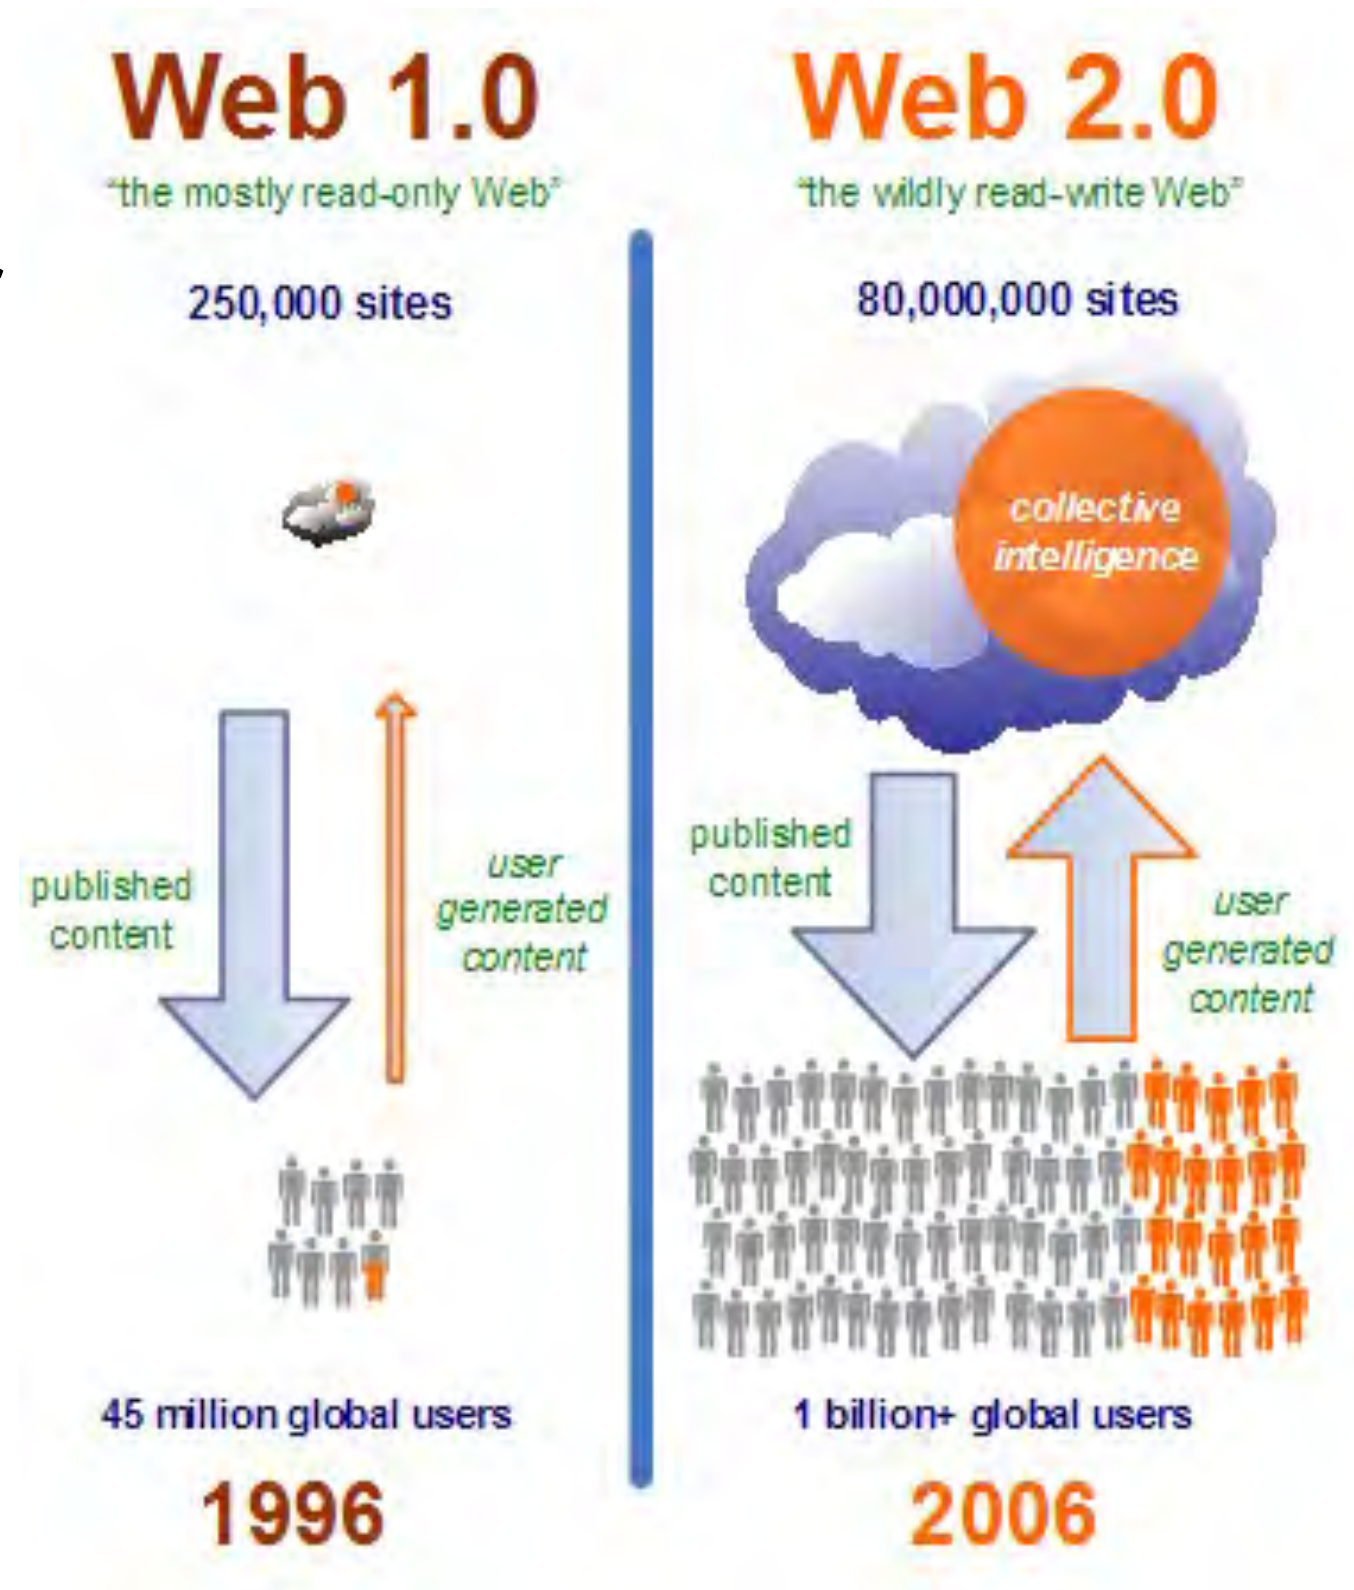 Web 1.0
“the mostly read-only Web”
250,000 sites
published
content
user
generated
content
45 million global users
1996
Web 2.0
“the wildly read-write Web”
80,000,000 sites
collective
intelligence
published
content
user
generated
content
1 billion+ global users
2006